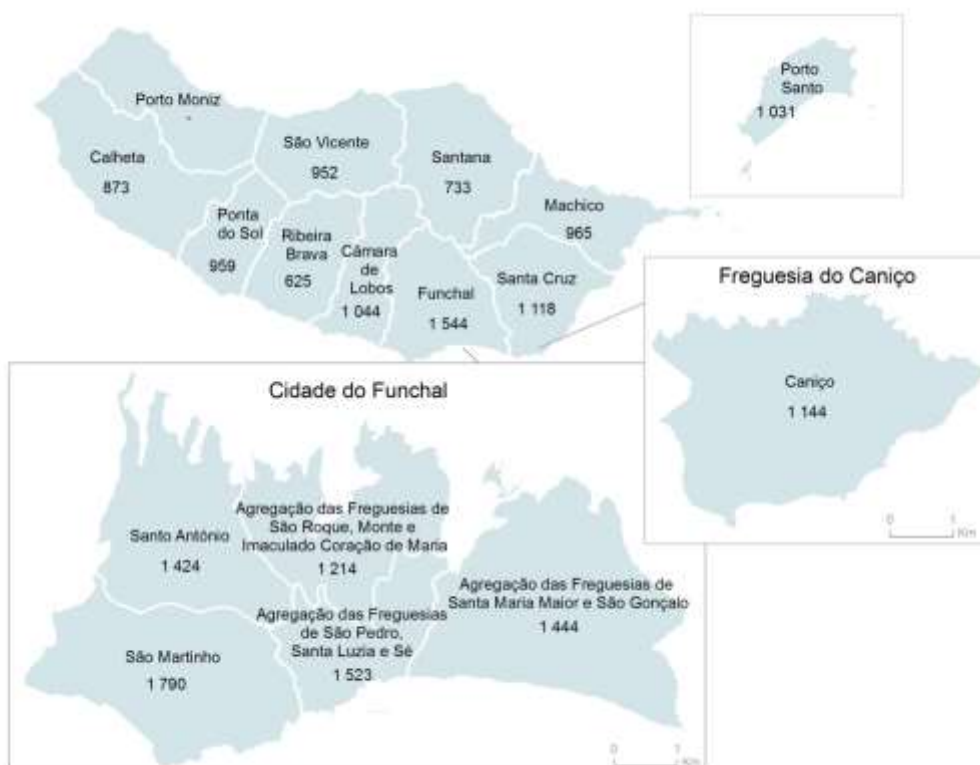 Porto Moniz
Calheta
873
São Vicente
952
Santana
733
Machico
965
Ponta
do Sol
959
Ribeira
Brava
625
Câmara
de
Lobos
1 044
Funchal
1 544
Santa Cruz
1 118
Porto
Santo
1 031
Freguesia do Caniço
Caniço
1 144
0 1
Km
Cidade do Funchal
Santo António
1 424
Agregação das Freguesias de
São Roque, Monte e
Imaculado Coração de Maria
1 214
Agregação das Freguesias
de São Pedro,
Santa Luzia e Sé
1 523
Agregação das Freguesias de
Santa Maria Maior e São Gonçalo
1 444
São Martinho
1 790
0 1
Km